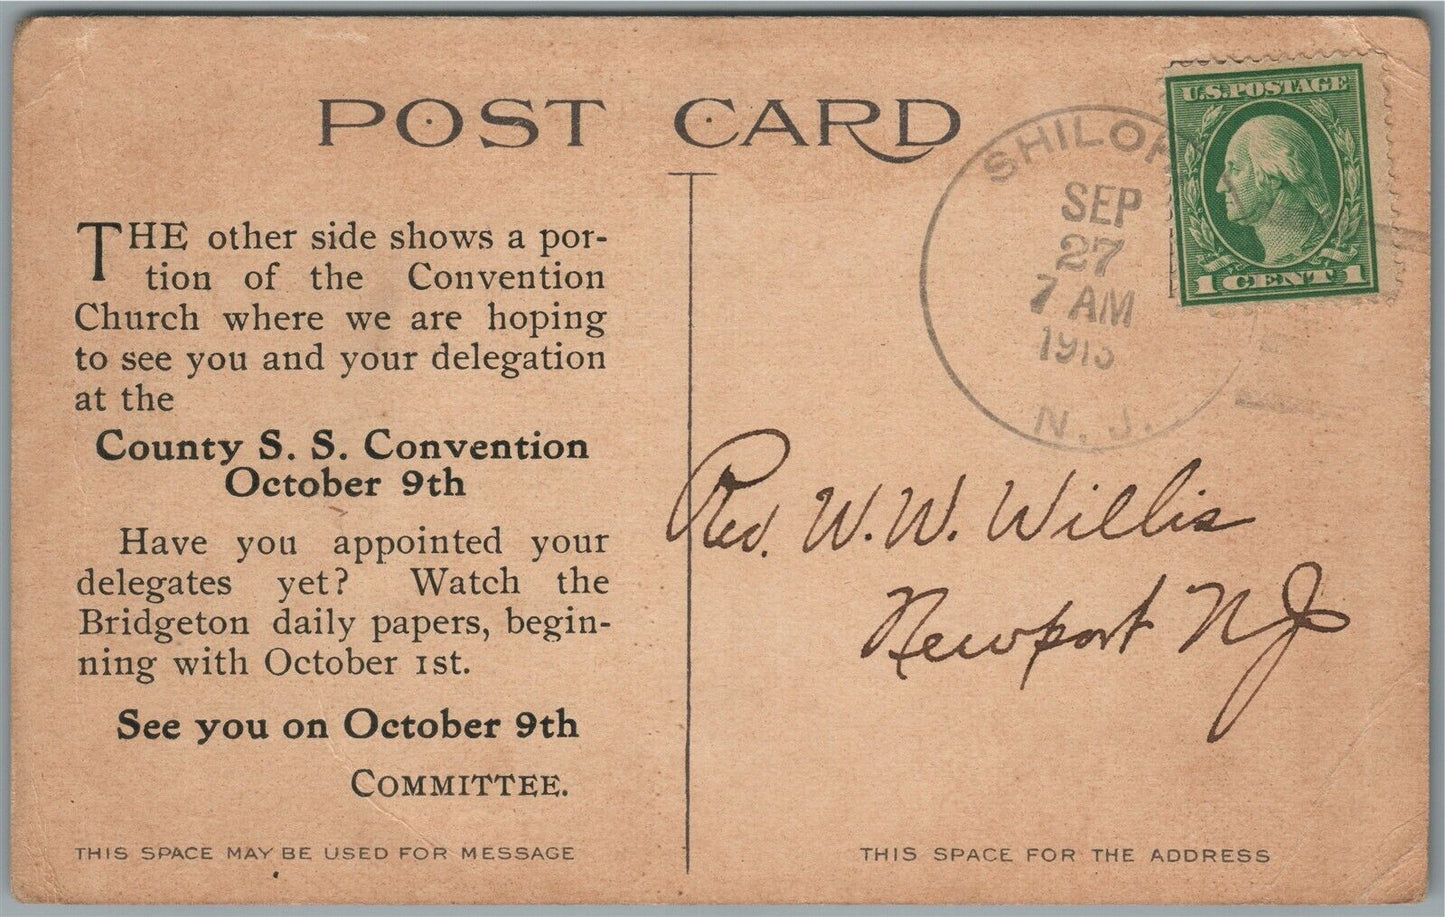 POST CARD
THE other side shows a por-
tion of the Convention
Church where we are hoping
to see you and your delegation
at the
County S. S. Convention
October 9th
Have you appointed your
delegates yet? Watch the
Bridgeton daily papers, begin-
ning with October 1st.
See you on October 9th
COMMITTEE.
THIS SPACE MAY BE USED FOR MESSAGE
SHILOH
SEP
27
7 AM
N. J.
U.S. POSTAGE
1 CENT 1
Rev. W. W. Willis
Newport N J
THIS SPACE FOR THE ADDRESS